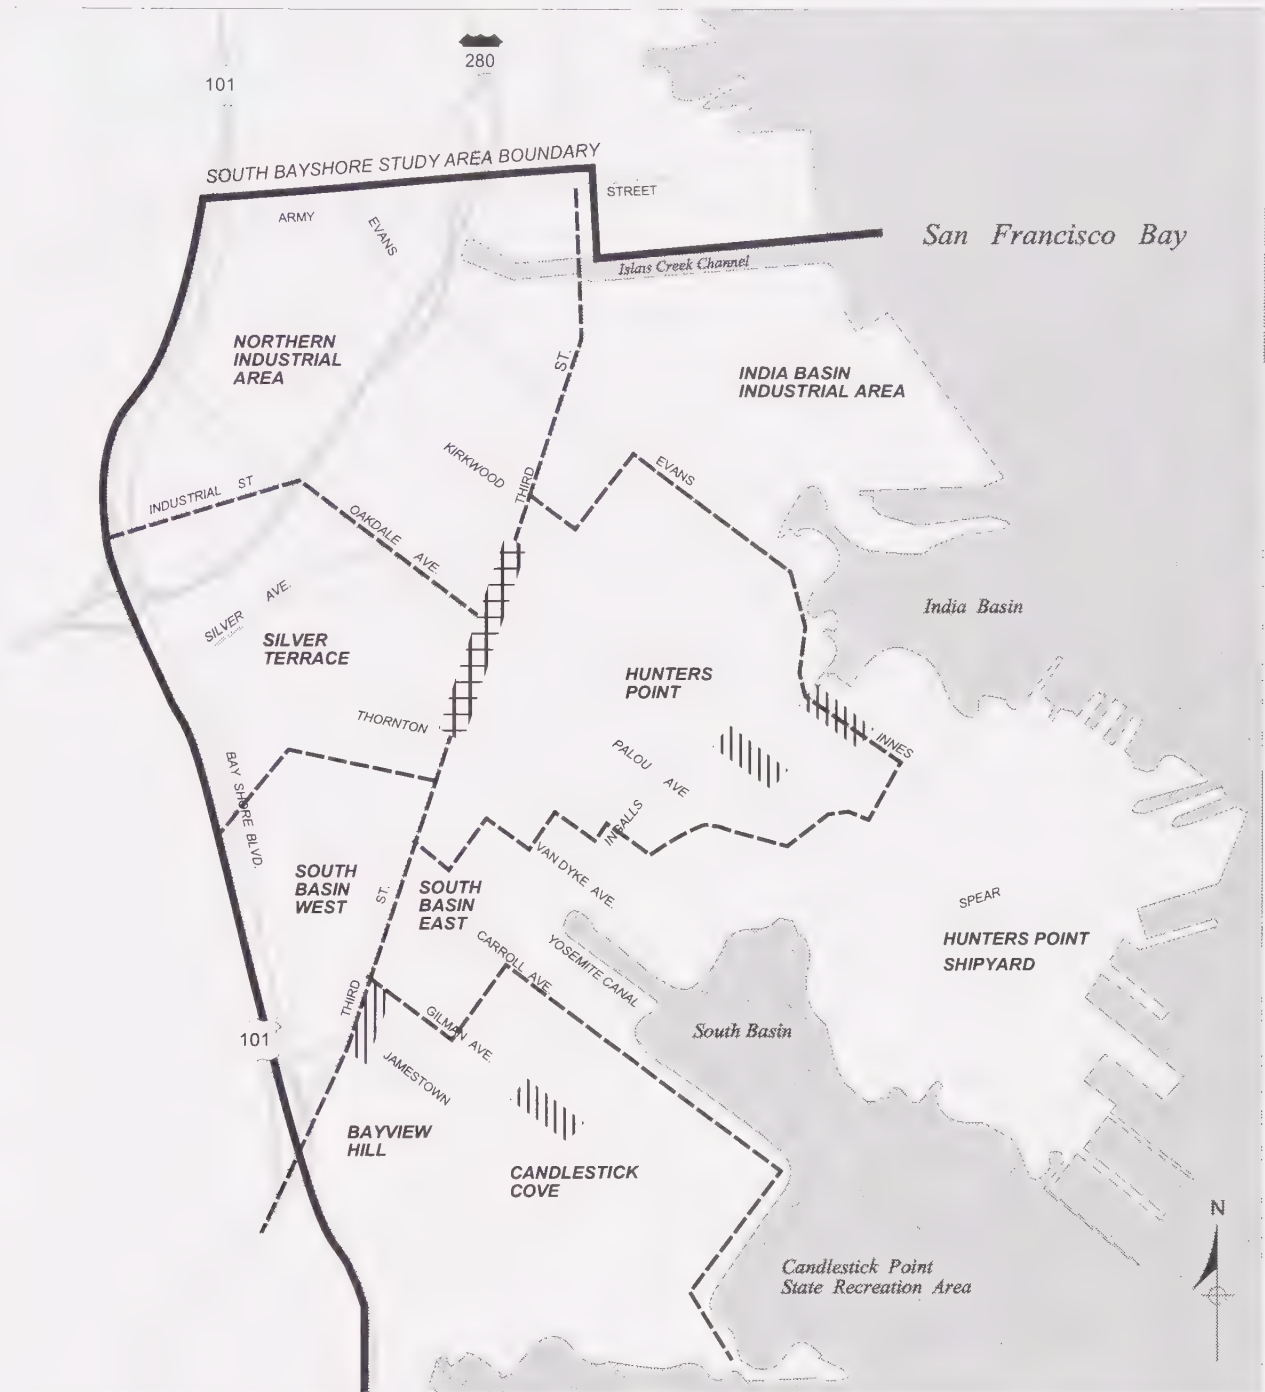 280
101
SOUTH BAYSHORE STUDY AREA BOUNDARY
STREET
ARMY
EVANS
San Francisco Bay
Islais Creek Channel
NORTHERN
INDUSTRIAL
AREA
ST.
INDIA BASIN
INDUSTRIAL AREA
KIRKWOOD
THIRD
EVANS
INDUSTRIAL ST
OAKDALE AVE.
SILVER AVE.
India Basin
SILVER
TERRACE
HUNTERS
POINT
THORNTON
INNES
PALOU AVE
BAY SHORE BLVD.
INGALLS
VAN DYKE AVE.
SOUTH
BASIN
WEST
ST.
SOUTH
BASIN
EAST
SPEAR
HUNTERS POINT
SHIPYARD
CARROLL AVE.
YOSEMITE CANAL
THIRD
GILMAN AVE.
South Basin
101
JAMESTOWN
BAYVIEW
HILL
CANDLESTICK
COVE
N
Candlestick Point
State Recreation Area